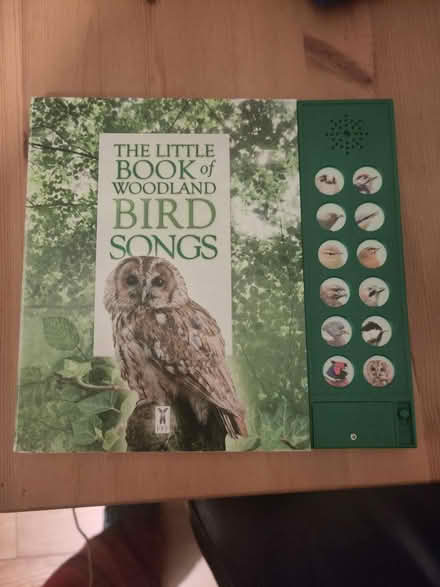 THE LITTLE
BOOK of
WOODLAND
BIRD
SONGS